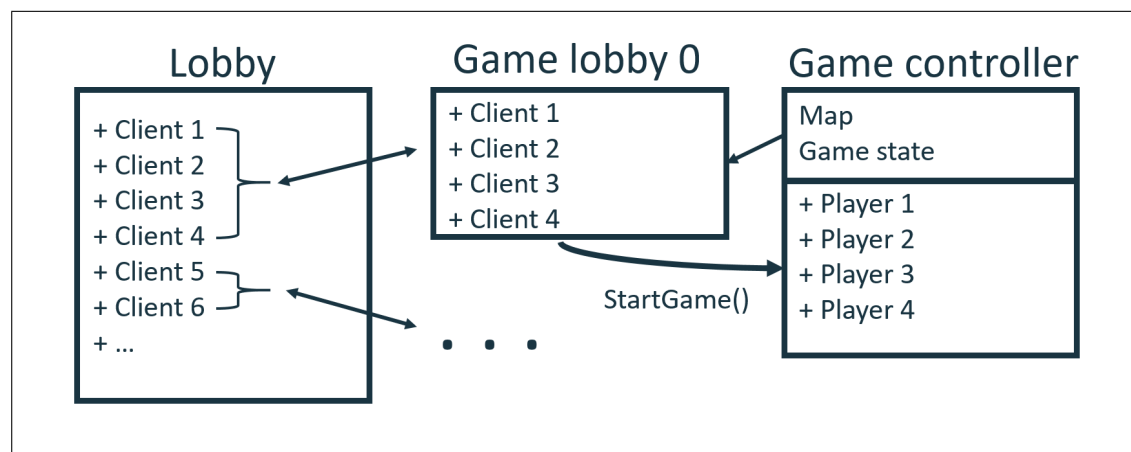 Lobby
+ Client 1
+ Client 2
+ Client 3
+ Client 4
+ Client 5
+ Client 6
+ ...
Game lobby 0
+ Client 1
+ Client 2
+ Client 3
+ Client 4
. . .
StartGame()
Game controller
Map
Game state
+ Player 1
+ Player 2
+ Player 3
+ Player 4